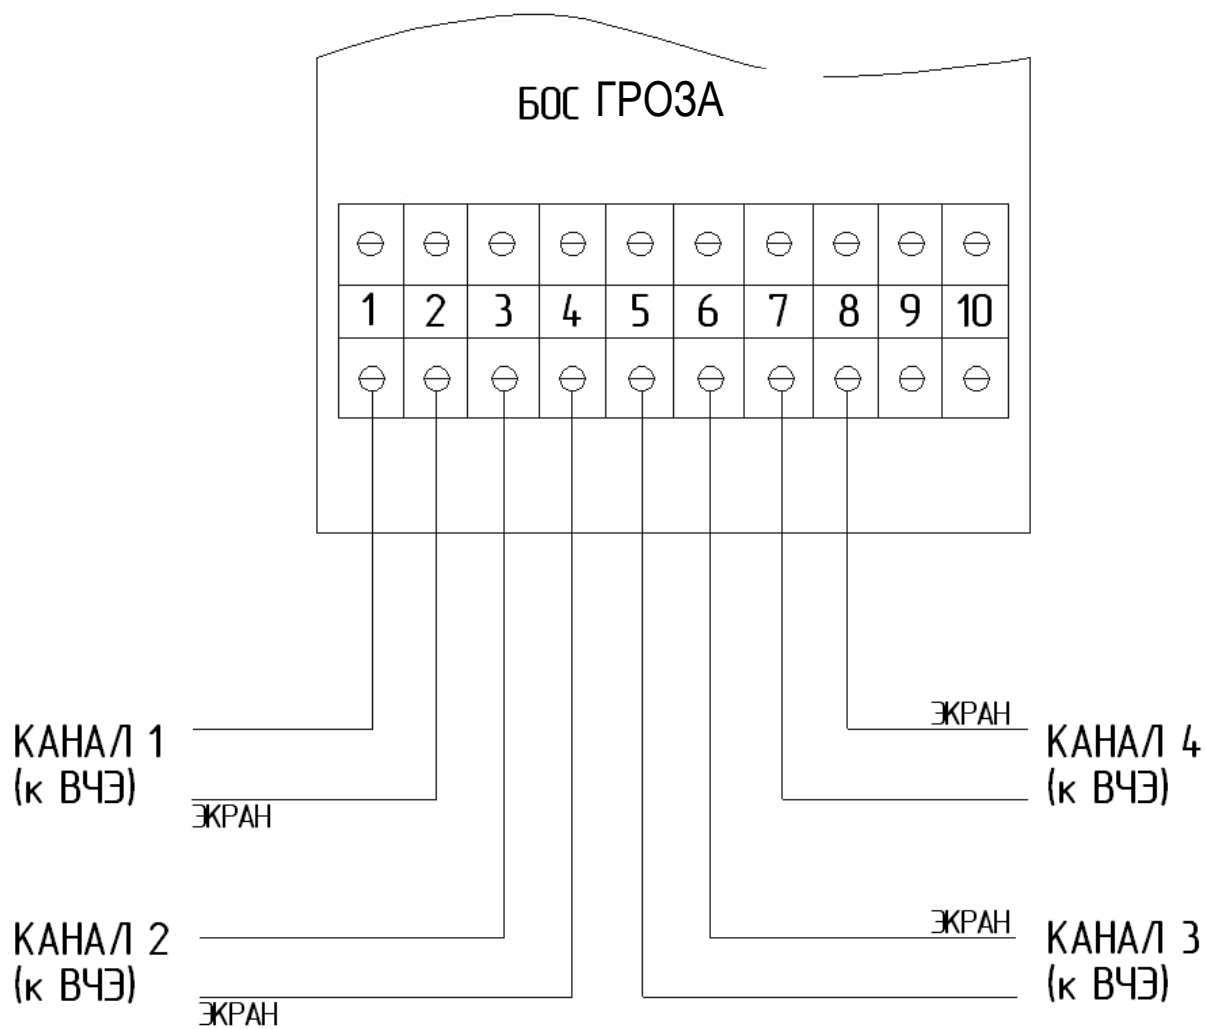 БОС ГРОЗА
1 2 3 4 5 6 7 8 9 10
КАНАЛ 1
(к ВЧЭ)
ЭКРАН
КАНАЛ 2
(к ВЧЭ)
ЭКРАН
ЭКРАН
КАНАЛ 4
(к ВЧЭ)
ЭКРАН
КАНАЛ 3
(к ВЧЭ)